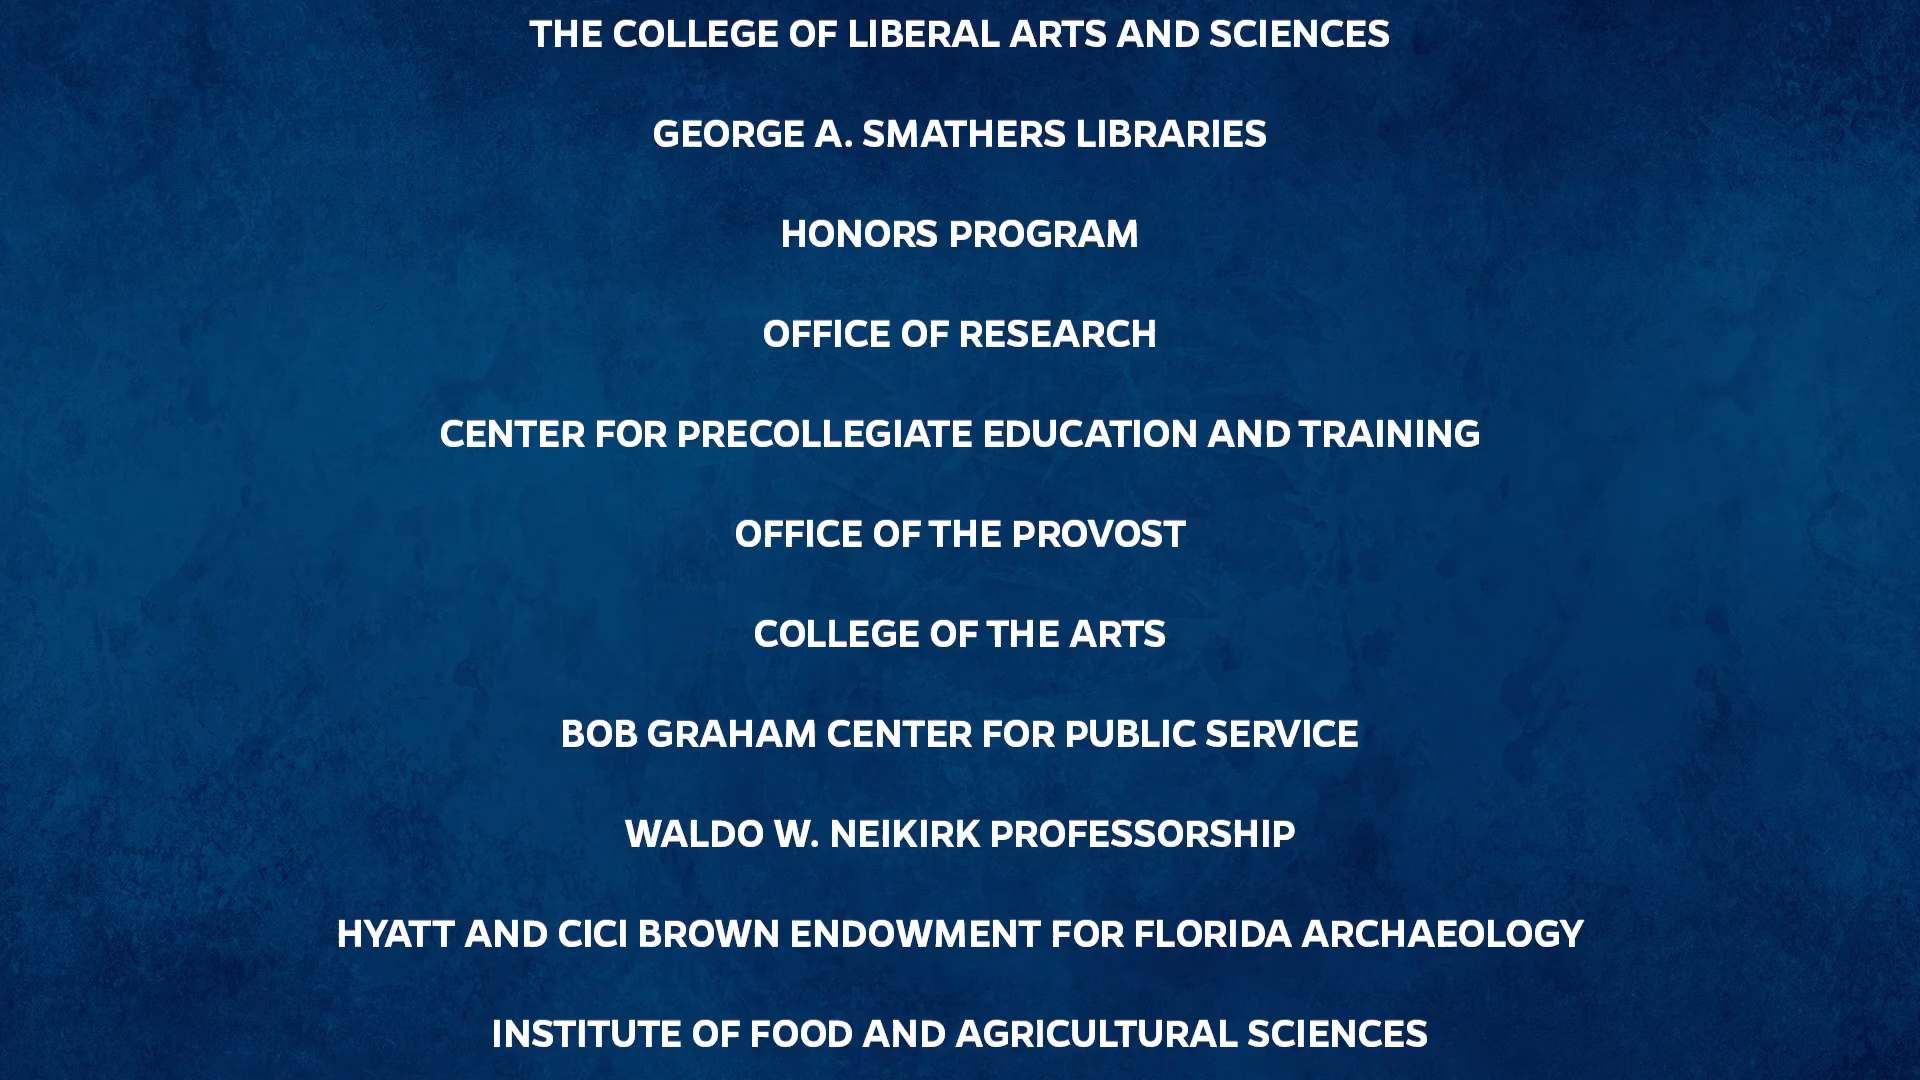 THE COLLEGE OF LIBERAL ARTS AND SCIENCES
GEORGE A. SMATHERS LIBRARIES
HONORS PROGRAM
OFFICE OF RESEARCH
CENTER FOR PRECOLLEGIATE EDUCATION AND TRAINING
OFFICE OF THE PROVOST
COLLEGE OF THE ARTS
BOB GRAHAM CENTER FOR PUBLIC SERVICE
WALDO W. NEIKIRK PROFESSORSHIP
HYATT AND CICI BROWN ENDOWMENT FOR FLORIDA ARCHAEOLOGY
INSTITUTE OF FOOD AND AGRICULTURAL SCIENCES